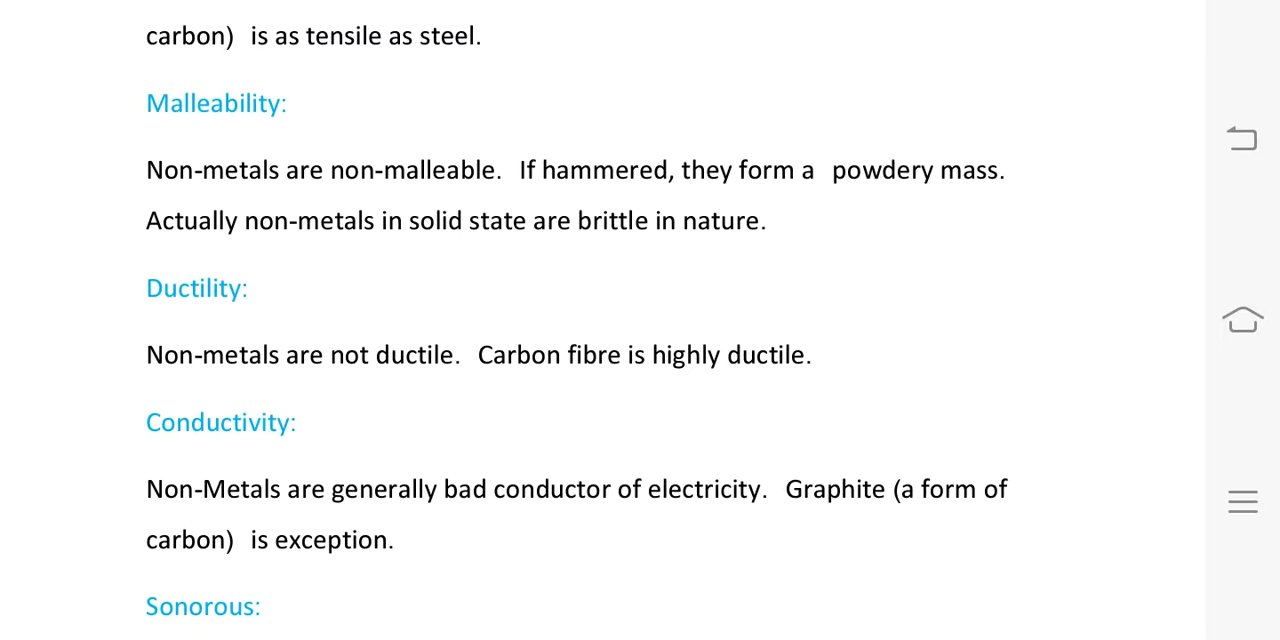 carbon) is as tensile as steel.
Malleability:
Non-metals are non-malleable. If hammered, they form a powdery mass.
Actually non-metals in solid state are brittle in nature.
Ductility:
Non-metals are not ductile. Carbon fibre is highly ductile.
Conductivity:
Non-Metals are generally bad conductor of electricity. Graphite (a form of
carbon) is exception.
Sonorous: